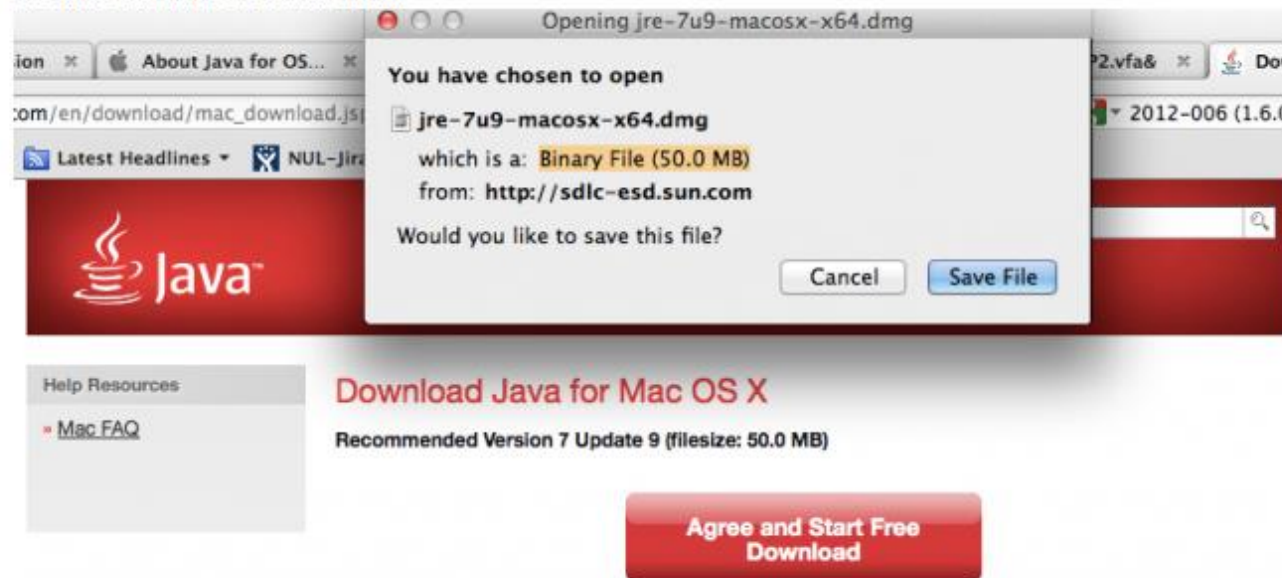 Opening jre-7u9-macosx-x64.dmg
About Java for OS...
P2.vfa&
You have chosen to open
com/en/download/mac_download.jsp
2012-006 (1.6.0
jre-7u9-macosx-x64.dmg
Latest Headlines
NUL-Jira
which is a: Binary File (50.0 MB)
from: http://sdlc-esd.sun.com
Would you like to save this file?
Cancel
Save File
Java
Help Resources
» Mac FAQ
Download Java for Mac OS X
Recommended Version 7 Update 9 (filesize: 50.0 MB)
Agree and Start Free
Download